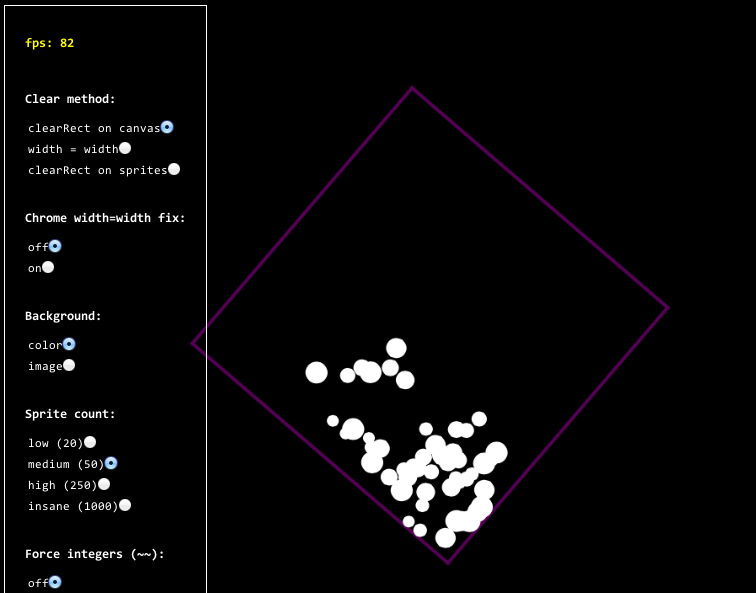 fps: 82
Clear method:
clearRect on canvas
width = width
clearRect on sprites
Chrome width=width fix:
off
on
Background:
color
image
Sprite count:
low (20)
medium (50)
high (250)
insane (1000)
Force integers (~~):
off